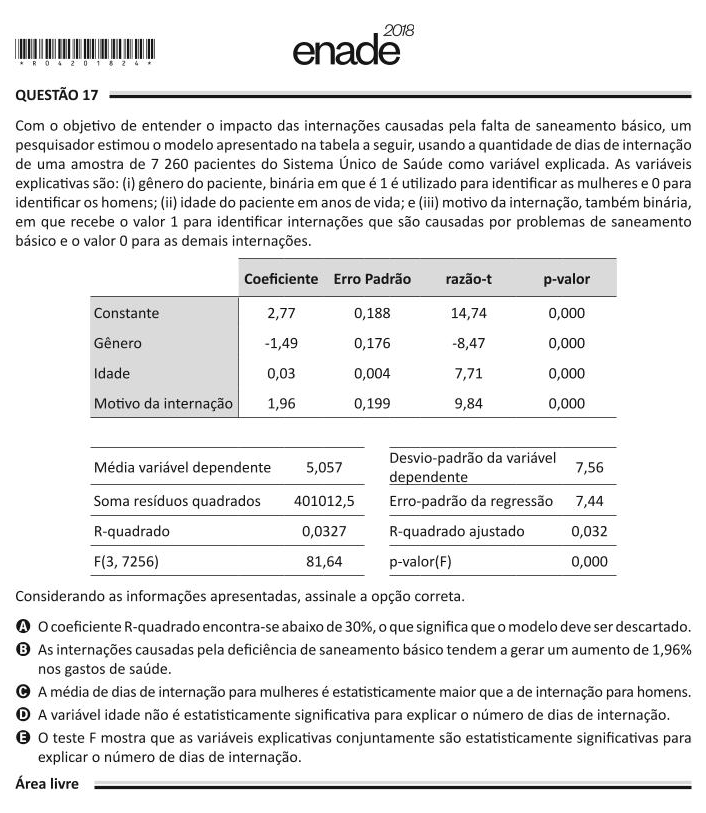 enade 2018
* R 0 4 2 0 1 8 2 4 *
QUESTÃO 17
Com o objetivo de entender o impacto das internações causadas pela falta de saneamento básico, um
pesquisador estimou o modelo apresentado na tabela a seguir, usando a quantidade de dias de internação
de uma amostra de 7 260 pacientes do Sistema Único de Saúde como variável explicada. As variáveis
explicativas são: (i) gênero do paciente, binária em que é 1 é utilizado para identificar as mulheres e 0 para
identificar os homens; (ii) idade do paciente em anos de vida; e (iii) motivo da internação, também binária,
em que recebe o valor 1 para identificar internações que são causadas por problemas de saneamento
básico e o valor 0 para as demais internações.
Coeficiente Erro Padrão razão-t p-valor
Constante 2,77 0,188 14,74 0,000
Gênero -1,49 0,176 -8,47 0,000
Idade 0,03 0,004 7,71 0,000
Motivo da internação 1,96 0,199 9,84 0,000
Média variável dependente 5,057
Soma resíduos quadrados 401012,5
R-quadrado 0,0327
F(3, 7256) 81,64
Desvio-padrão da variável
dependente 7,56
Erro-padrão da regressão 7,44
R-quadrado ajustado 0,032
p-valor(F) 0,000
Considerando as informações apresentadas, assinale a opção correta.
A O coeficiente R-quadrado encontra-se abaixo de 30%, o que significa que o modelo deve ser descartado.
B As internações causadas pela deficiência de saneamento básico tendem a gerar um aumento de 1,96%
nos gastos de saúde.
C A média de dias de internação para mulheres é estatisticamente maior que a de internação para homens.
D A variável idade não é estatisticamente significativa para explicar o número de dias de internação.
E O teste F mostra que as variáveis explicativas conjuntamente são estatisticamente significativas para
explicar o número de dias de internação.
Área livre